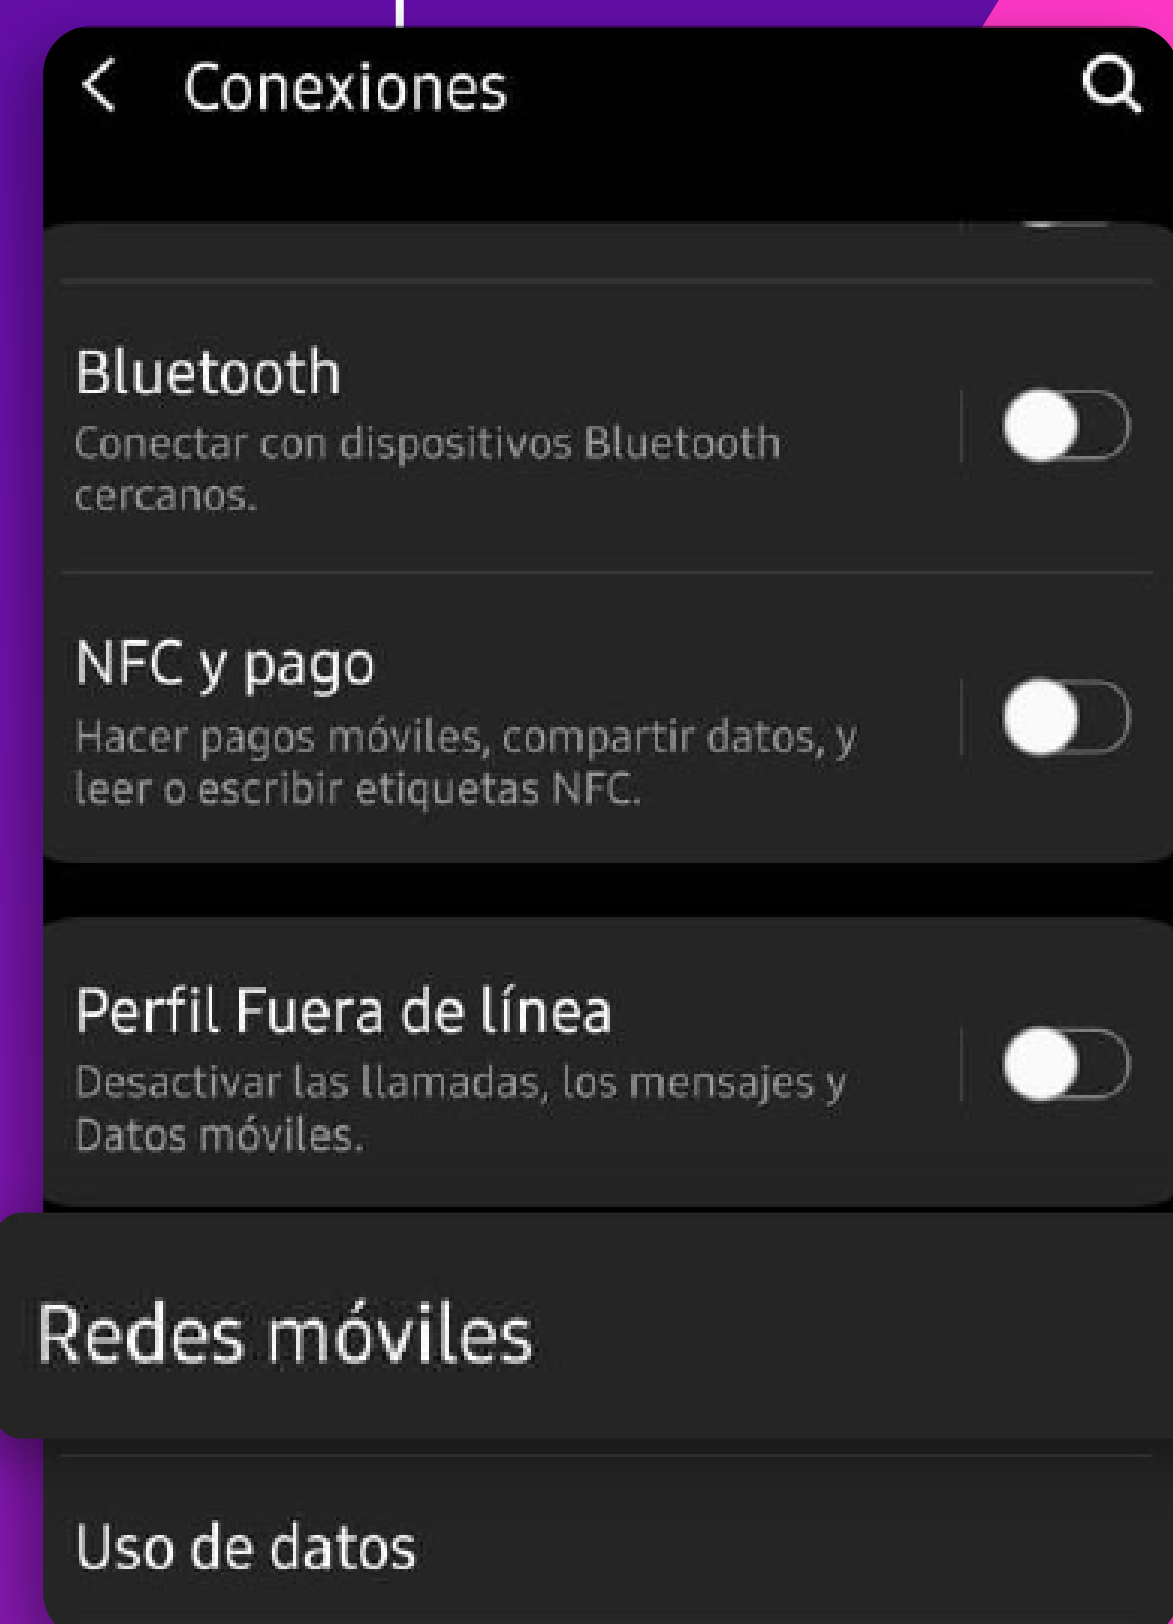 Conexiones
Bluetooth
Conectar con dispositivos Bluetooth
cercanos.
NFC y pago
Hacer pagos móviles, compartir datos, y
leer o escribir etiquetas NFC.
Perfil Fuera de línea
Desactivar las llamadas, los mensajes y
Datos móviles.
Redes móviles
Uso de datos